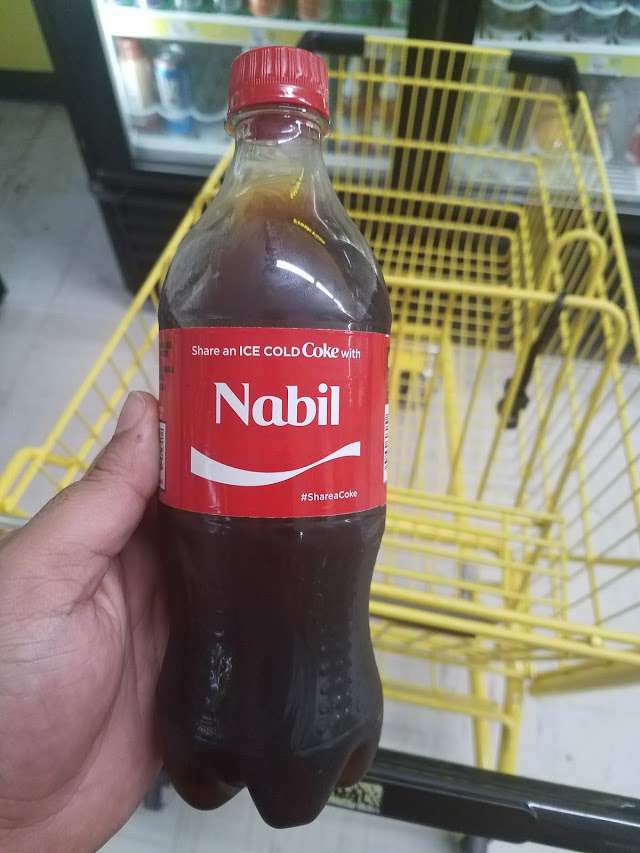 Share an ICE COLD Coke with
Nabil
#ShareaCoke